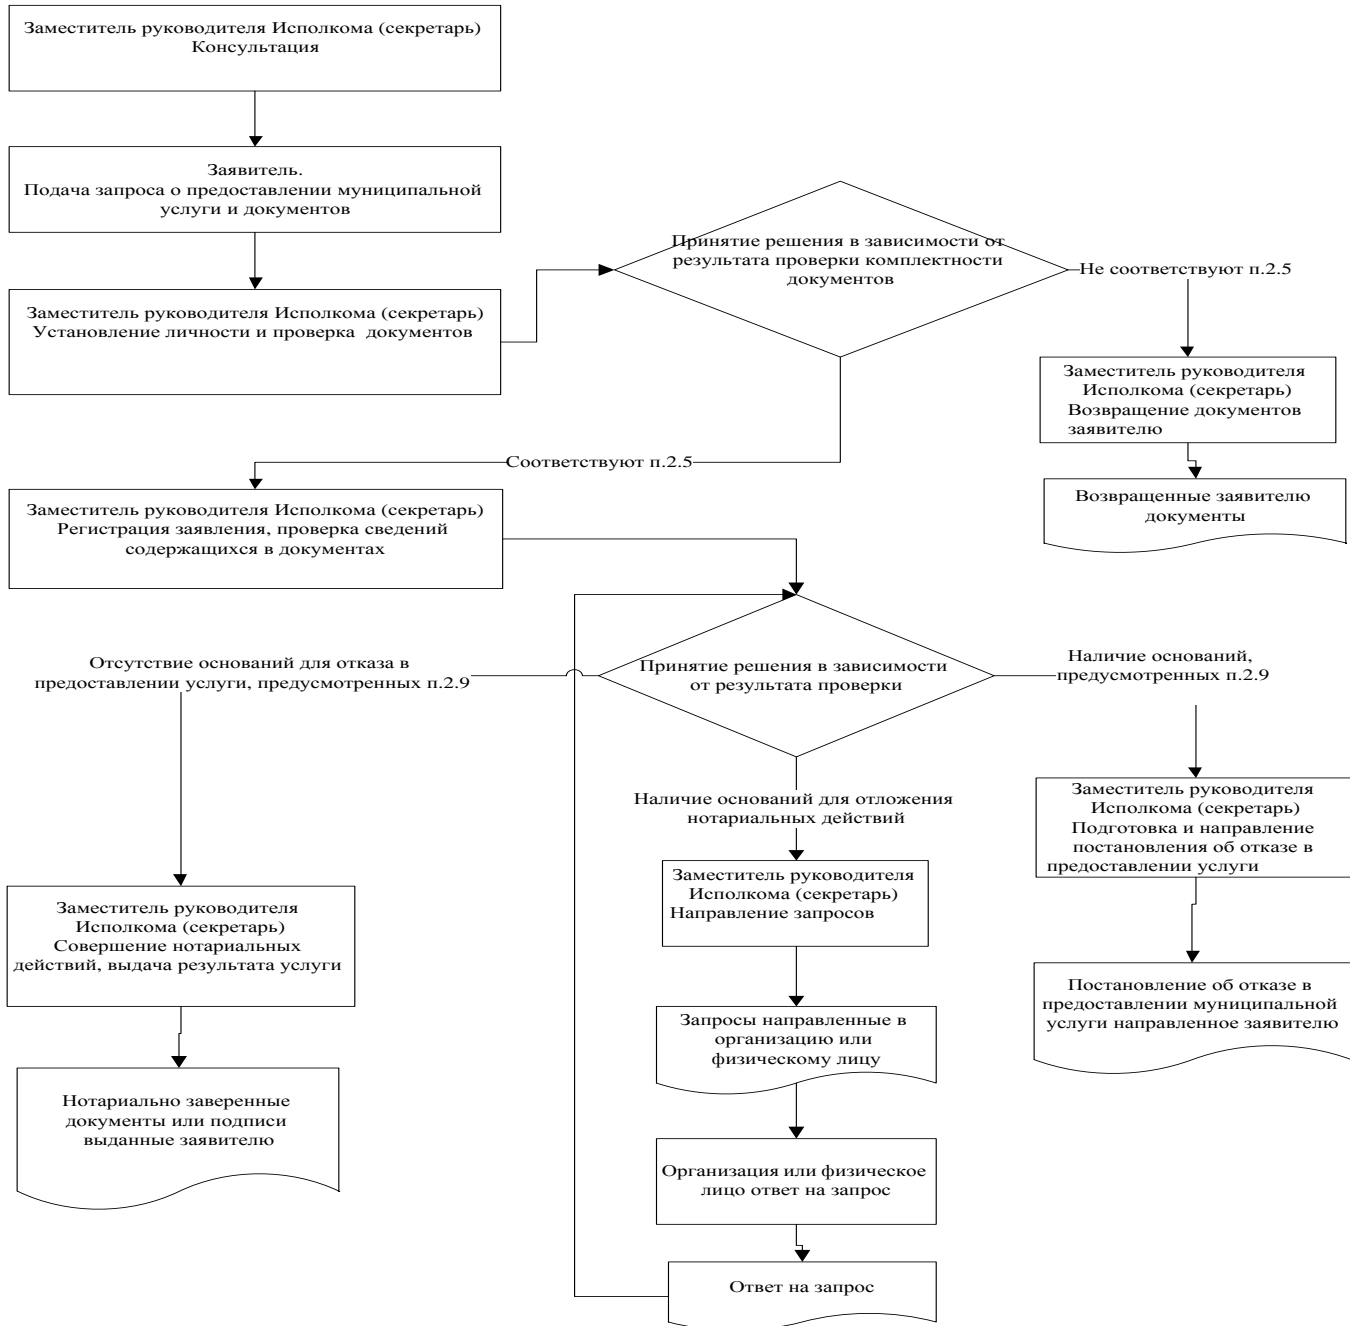 Заместитель руководителя Исполкома (секретарь)
Консультация
Заявитель.
Подача запроса о предоставлении муниципальной
услуги и документов
Заместитель руководителя Исполкома (секретарь)
Установление личности и проверка документов
Принятие решения в зависимости от
результата проверки комплектности
документов
Не соответствуют п.2.5
Заместитель руководителя
Исполкома (секретарь)
Возвращение документов
заявителю
Возвращенные заявителю
документы
Соответствуют п.2.5
Заместитель руководителя Исполкома (секретарь)
Регистрация заявления, проверка сведений
содержащихся в документах
Принятие решения в зависимости
от результата проверки
Отсутствие оснований для отказа в
предоставлении услуги, предусмотренных п.2.9
Наличие оснований,
предусмотренных п.2.9
Наличие оснований для отложения
нотариальных действий
Заместитель руководителя
Исполкома (секретарь)
Совершение нотариальных
действий, выдача результата услуги
Нотариально заверенные
документы или подписи
выданные заявителю
Заместитель руководителя
Исполкома (секретарь)
Направление запросов
Запросы направленные в
организацию или
физическому лицу
Организация или физическое
лицо ответ на запрос
Ответ на запрос
Заместитель руководителя
Исполкома (секретарь)
Подготовка и направление
постановления об отказе в
предоставлении услуги
Постановление об отказе в
предоставлении муниципальной
услуги направленное заявителю